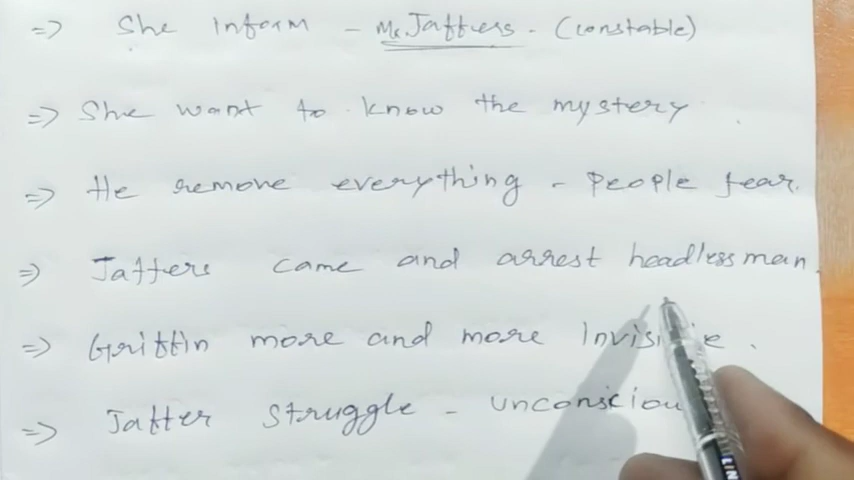 => She inform - Mr. Jaffers. (constable)
=> She want to know the mystery
=> He remove everything - People fear.
=> Jaffers came and arrest headless man.
=> Griffin more and more
=> Jaffer struggle -
LIN